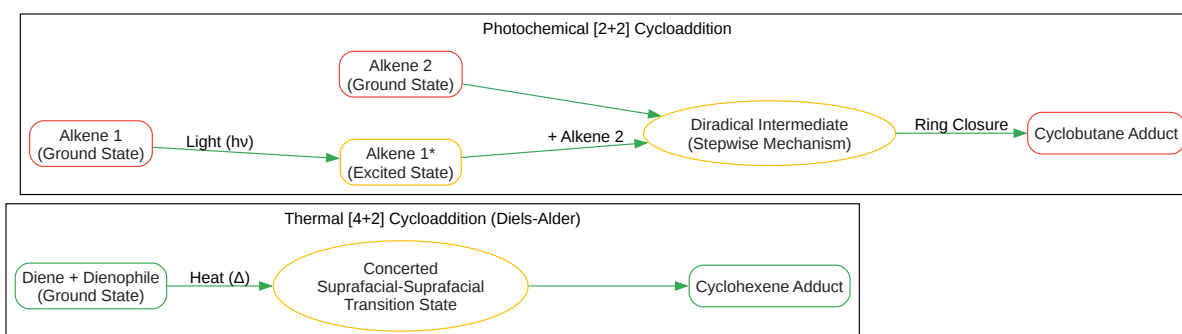 Photochemical [2+2] Cycloaddition
Alkene 2
(Ground State)
Alkene 1
(Ground State)
Light (hν)
Alkene 1*
(Excited State)
+ Alkene 2
Diradical Intermediate
(Stepwise Mechanism)
Ring Closure
Cyclobutane Adduct
Thermal [4+2] Cycloaddition (Diels-Alder)
Diene + Dienophile
(Ground State)
Heat (Δ)
Concerted
Suprafacial-Suprafacial
Transition State
Cyclohexene Adduct